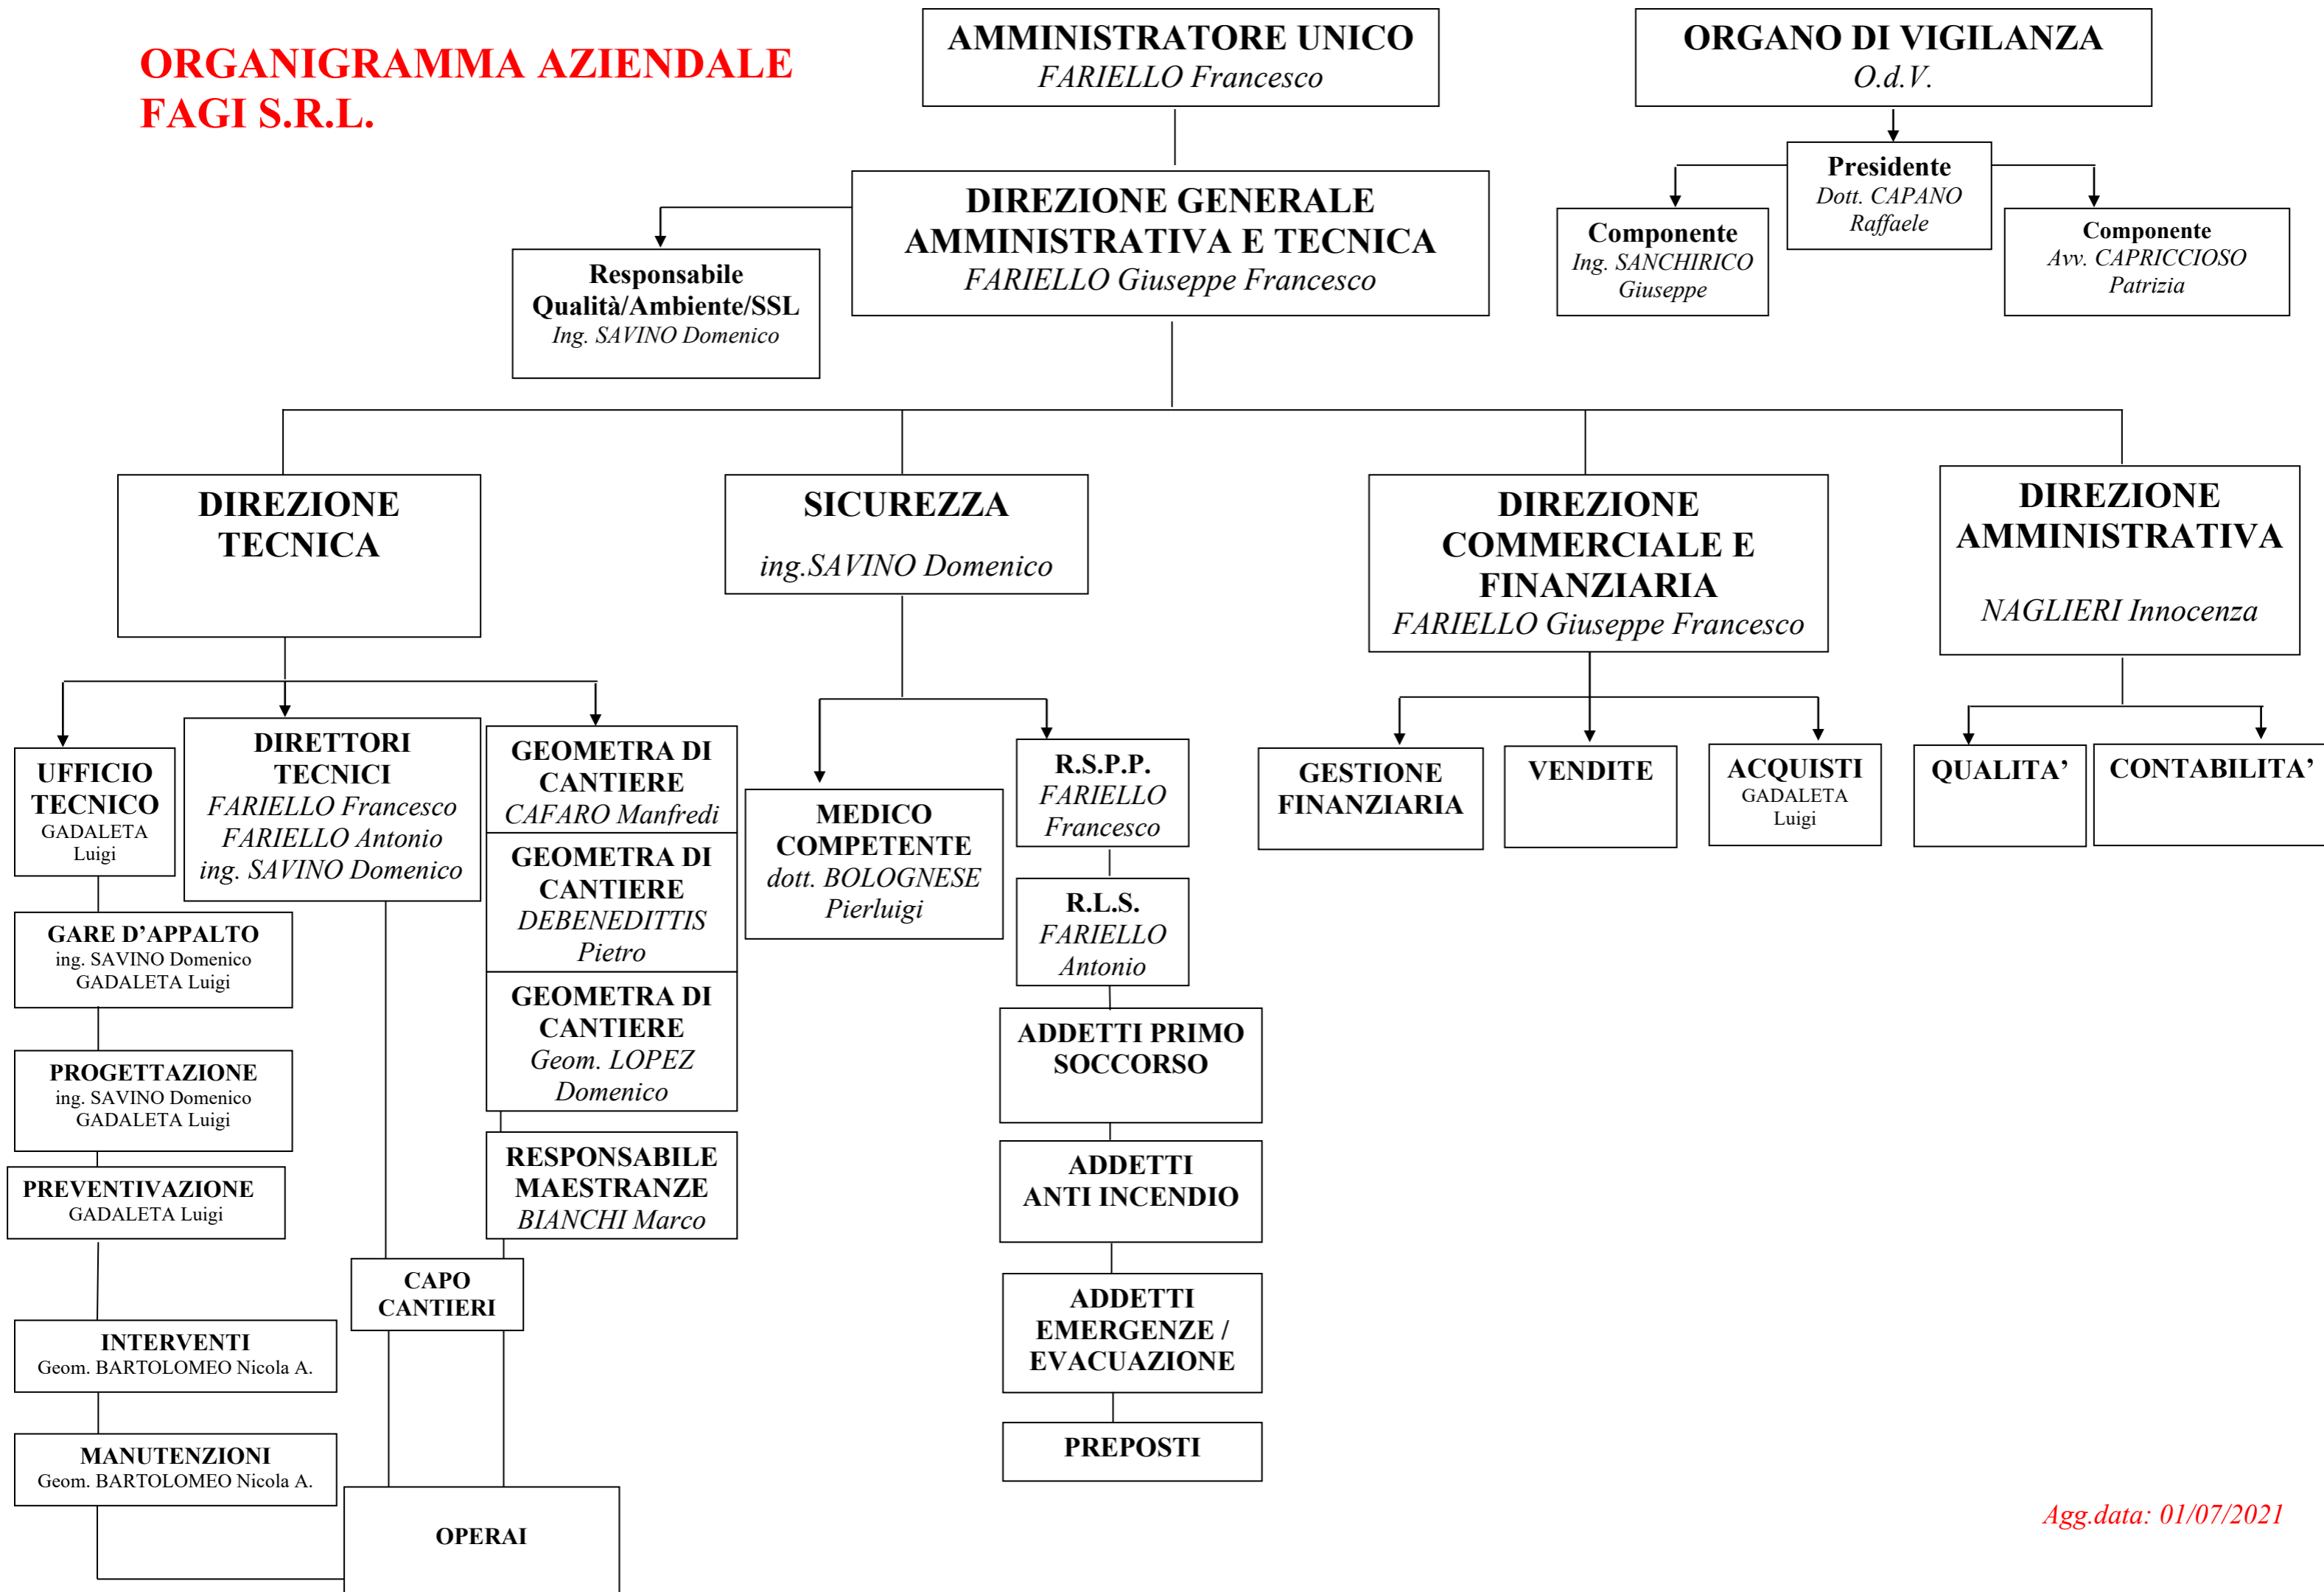 ORGANIGRAMMA AZIENDALE
FAGI S.R.L.
AMMINISTRATORE UNICO
FARIELLO Francesco
ORGANO DI VIGILANZA
O.d.V.
Presidente
Dott. CAPANO
Raffaele
Componente
Ing. SANCHIRICO
Giuseppe
Componente
Avv. CAPRICCIOSO
Patrizia
DIREZIONE GENERALE
AMMINISTRATIVA E TECNICA
FARIELLO Giuseppe Francesco
Responsabile
Qualità/Ambiente/SSL
Ing. SAVINO Domenico
DIREZIONE
TECNICA
SICUREZZA
ing.SAVINO Domenico
DIREZIONE
COMMERCIALE E
FINANZIARIA
FARIELLO Giuseppe Francesco
DIREZIONE
AMMINISTRATIVA
NAGLIERI Innocenza
UFFICIO
TECNICO
GADALETA
Luigi
DIRETTORI
TECNICI
FARIELLO Francesco
FARIELLO Antonio
ing. SAVINO Domenico
GEOMETRA DI
CANTIERE
CAFARO Manfredi
GEOMETRA DI
CANTIERE
DEBENEDITTIS
Pietro
GEOMETRA DI
CANTIERE
Geom. LOPEZ
Domenico
RESPONSABILE
MAESTRANZE
BIANCHI Marco
MEDICO
COMPETENTE
dott. BOLOGNESE
Pierluigi
R.S.P.P.
FARIELLO
Francesco
R.L.S.
FARIELLO
Antonio
ADDETTI PRIMO
SOCCORSO
ADDETTI
ANTI INCENDIO
ADDETTI
EMERGENZE /
EVACUAZIONE
PREPOSTI
GESTIONE
FINANZIARIA
VENDITE
ACQUISTI
GADALETA
Luigi
QUALITA’
CONTABILITA’
GARE D’APPALTO
ing. SAVINO Domenico
GADALETA Luigi
PROGETTAZIONE
ing. SAVINO Domenico
GADALETA Luigi
PREVENTIVAZIONE
GADALETA Luigi
CAPO
CANTIERI
INTERVENTI
Geom. BARTOLOMEO Nicola A.
MANUTENZIONI
Geom. BARTOLOMEO Nicola A.
OPERAI
Agg.data: 01/07/2021